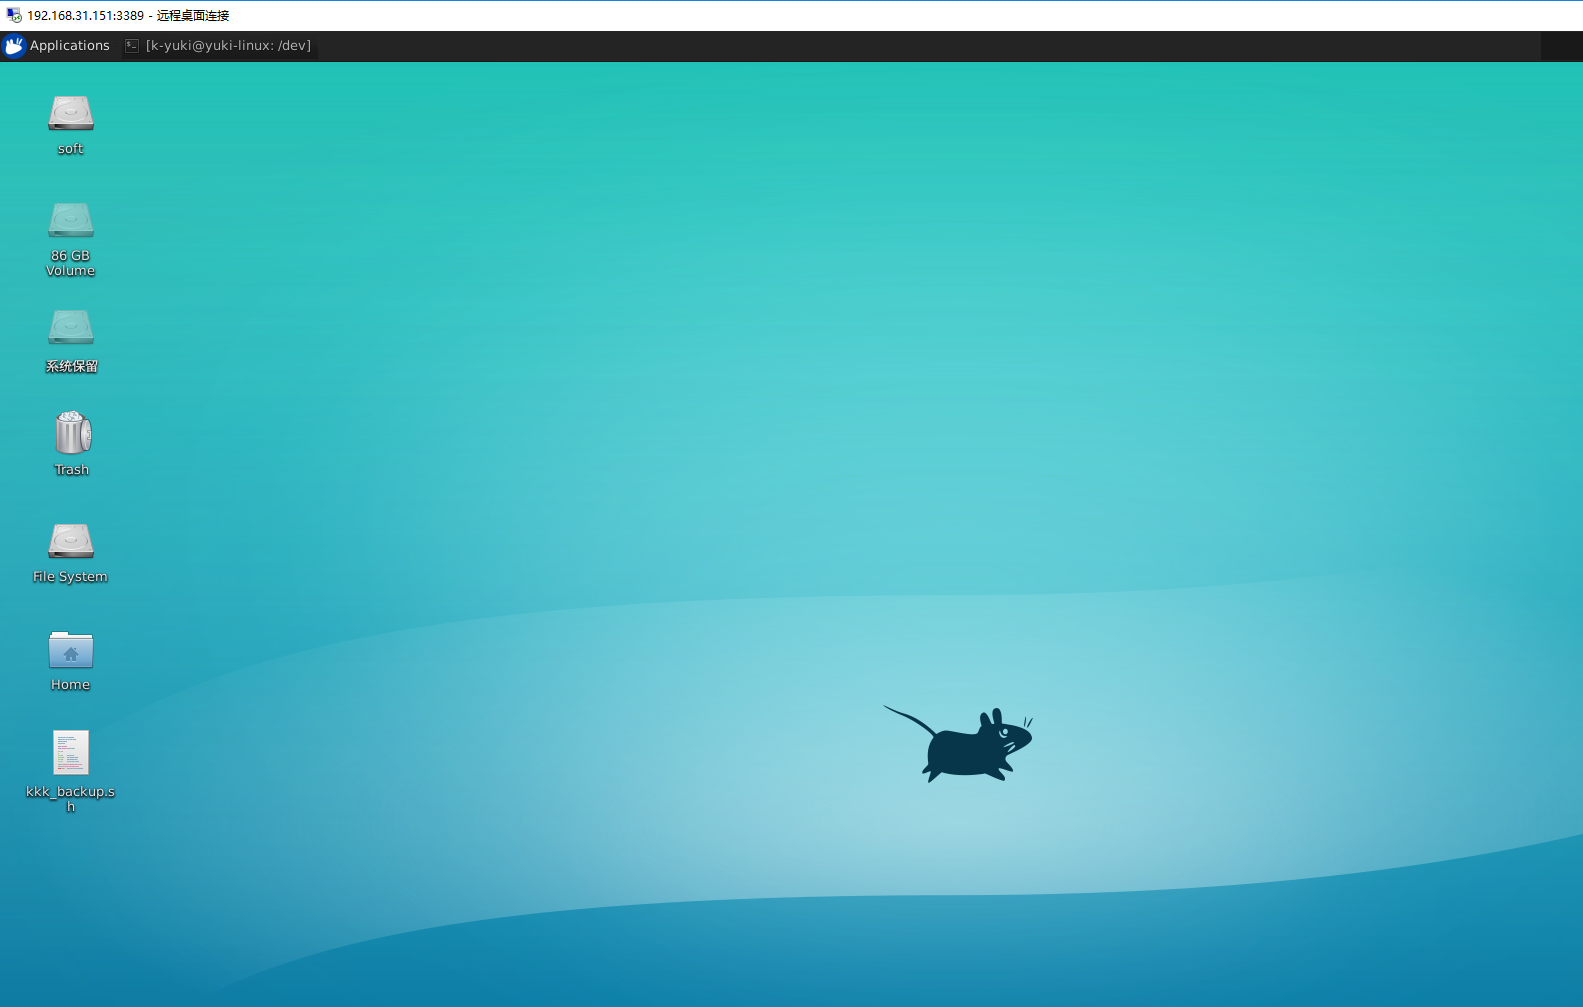 192.168.31.151:3389 - 远程桌面连接
Applications
[k-yuki@yuki-linux: /dev]
soft
86 GB
Volume
系统保留
Trash
File System
Home
kkk_backup.s
h